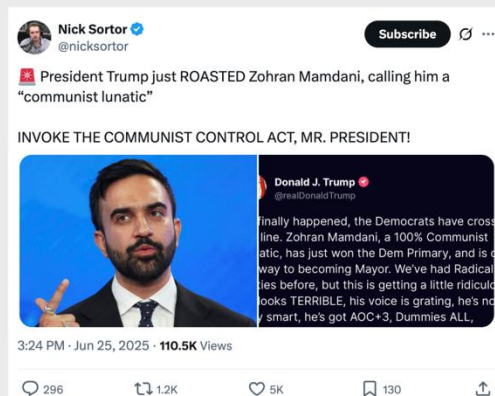 Nick Sortor
@nicksortor
Subscribe
President Trump just ROASTED Zohran Mamdani, calling him a
“communist lunatic”
INVOKE THE COMMUNIST CONTROL ACT, MR. PRESIDENT!
Donald J. Trump
@realDonaldTrump
finally happened, the Democrats have cross
line. Zohran Mamdani, a 100% Communist
atic, has just won the Dem Primary, and is
way to becoming Mayor. We’ve had Radical
ties before, but this is getting a little ridiculo
looks TERRIBLE, his voice is grating, he’s no
y smart, he’s got AOC+3, Dummies ALL,
3:24 PM · Jun 25, 2025 · 110.5K Views
296 1.2K 5K 130